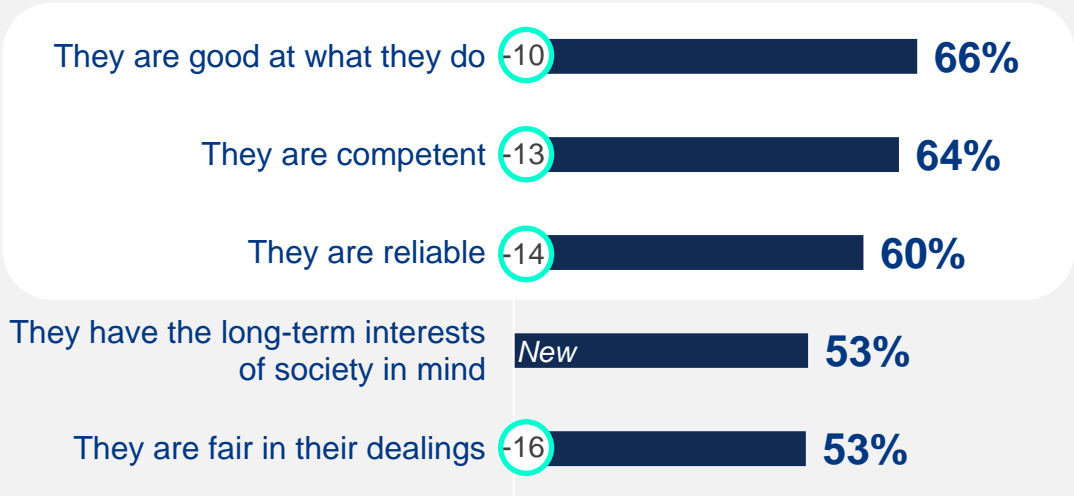 They are good at what they do -10 66%
They are competent -13 64%
They are reliable -14 60%
They have the long-term interests
of society in mind New 53%
They are fair in their dealings -16 53%